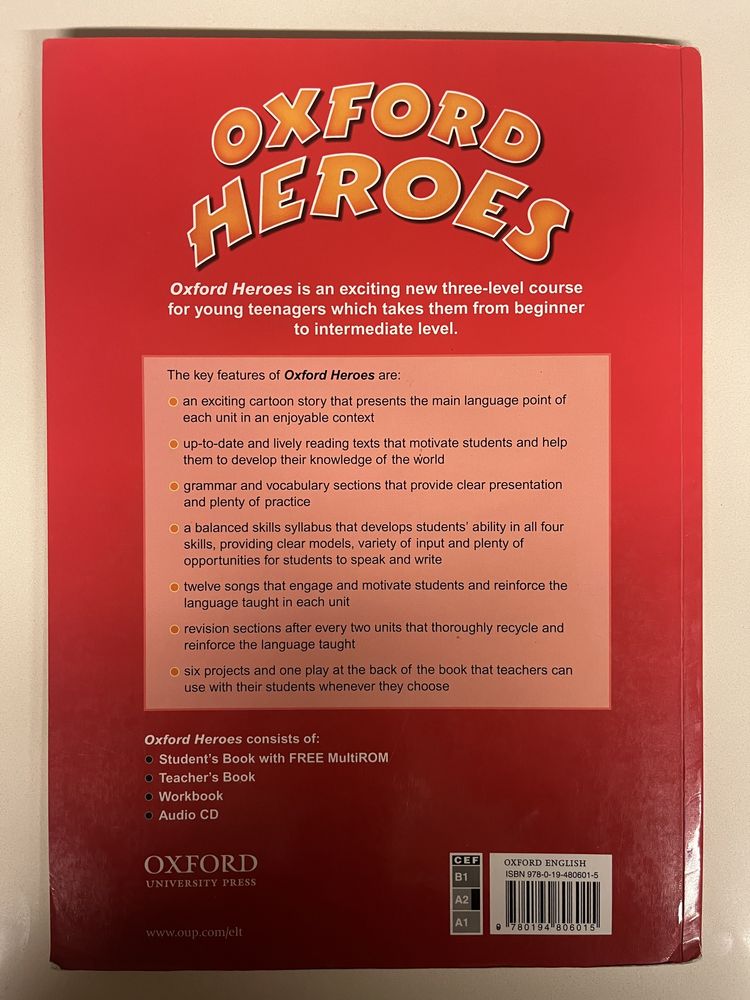 OXFORD
HEROES
Oxford Heroes is an exciting new three-level course
for young teenagers which takes them from beginner
to intermediate level.
The key features of Oxford Heroes are:
an exciting cartoon story that presents the main language point of
each unit in an enjoyable context
up-to-date and lively reading texts that motivate students and help
them to develop their knowledge of the world
grammar and vocabulary sections that provide clear presentation
and plenty of practice
a balanced skills syllabus that develops students' ability in all four
skills, providing clear models, variety of input and plenty of
opportunities for students to speak and write
twelve songs that engage and motivate students and reinforce the
language taught in each unit
revision sections after every two units that thoroughly recycle and
reinforce the language taught
six projects and one play at the back of the book that teachers can
use with their students whenever they choose
Oxford Heroes consists of:
Student's Book with FREE MultiROM
Teacher's Book
Workbook
Audio CD
OXFORD
UNIVERSITY PRESS
www.oup.com/elt
CEF
B1
A2
A1
OXFORD ENGLISH
ISBN 978-0-19-480601-5
9 780194 806015